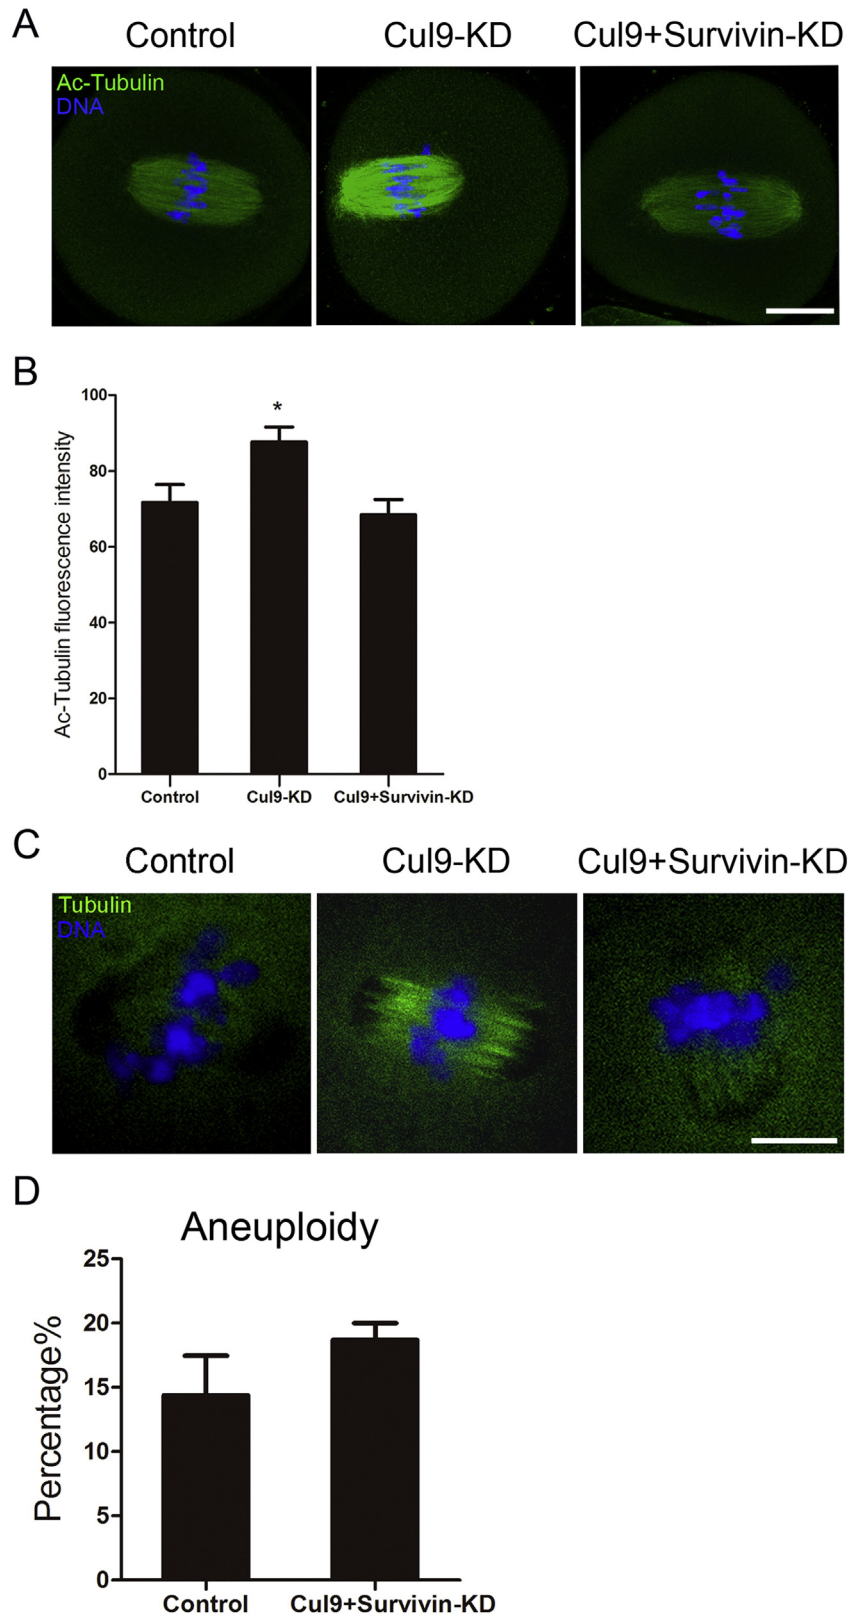 A
Control Cul9-KD Cul9+Survivin-KD
Ac-Tubulin
DNA
B
Ac-Tubulin fluorescence intensity
100
80
60
40
20
0
*
Control Cul9-KD Cul9+Survivin-KD
C
Control Cul9-KD Cul9+Survivin-KD
Tubulin
DNA
D
Aneuploidy
Percentage%
25
20
15
10
5
0
Control Cul9+Survivin-KD